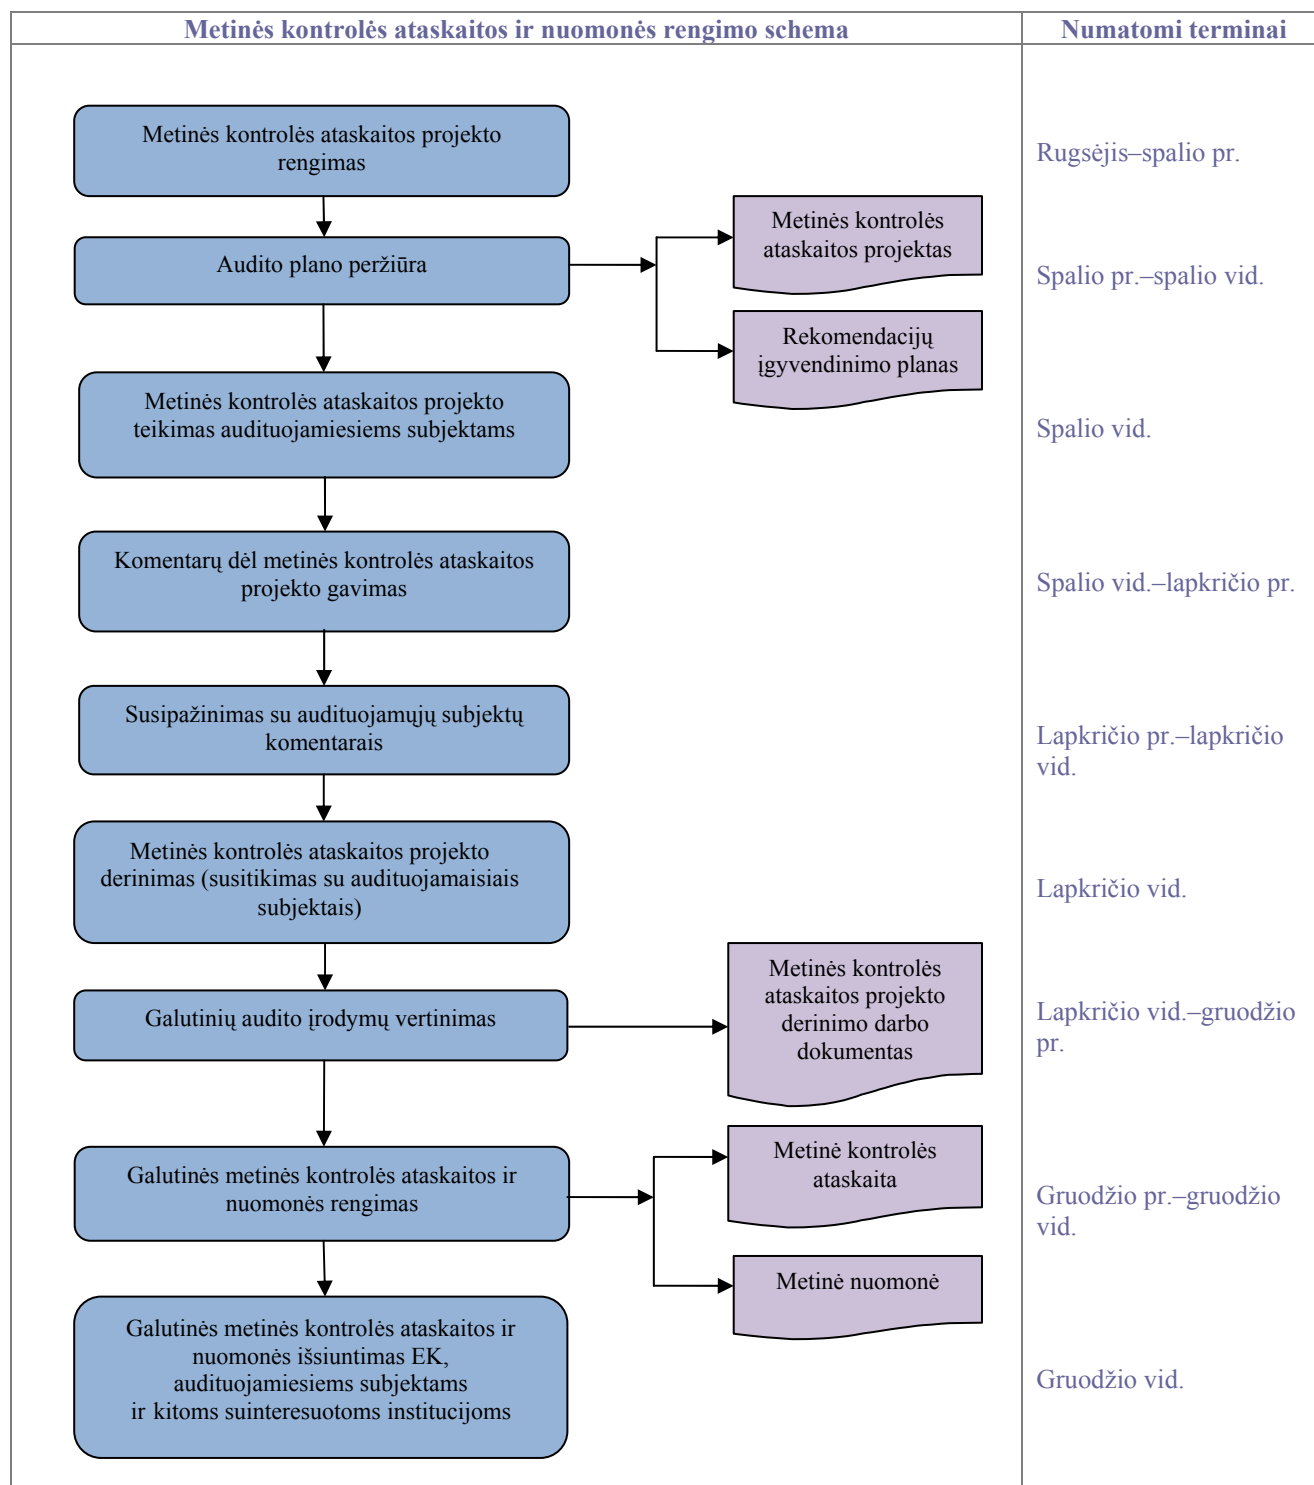 Metinės kontrolės ataskaitos ir nuomonės rengimo schema
Numatomi terminai
Metinės kontrolės ataskaitos projekto
rengimas
Rugsėjis–spalio pr.
Audito plano peržiūra
Metinės kontrolės
ataskaitos projektas
Spalio pr.–spalio vid.
Rekomendacijų
įgyvendinimo planas
Metinės kontrolės ataskaitos projekto
teikimas audituojamiesiems subjektams
Spalio vid.
Komentarų dėl metinės kontrolės ataskaitos
projekto gavimas
Spalio vid.–lapkričio pr.
Susipažinimas su audituojamųjų subjektų
komentarais
Lapkričio pr.–lapkričio
vid.
Metinės kontrolės ataskaitos projekto
derinimas (susitikimas su audituojamaisiais
subjektais)
Lapkričio vid.
Galutinių audito įrodymų vertinimas
Metinės kontrolės
ataskaitos projekto
derinimo darbo
dokumentas
Lapkričio vid.–gruodžio
pr.
Galutinės metinės kontrolės ataskaitos ir
nuomonės rengimas
Metinė kontrolės
ataskaita
Gruodžio pr.–gruodžio
vid.
Metinė nuomonė
Galutinės metinės kontrolės ataskaitos ir
nuomonės išsiuntimas EK,
audituojamiesiems subjektams
ir kitoms suinteresuotoms institucijoms
Gruodžio vid.